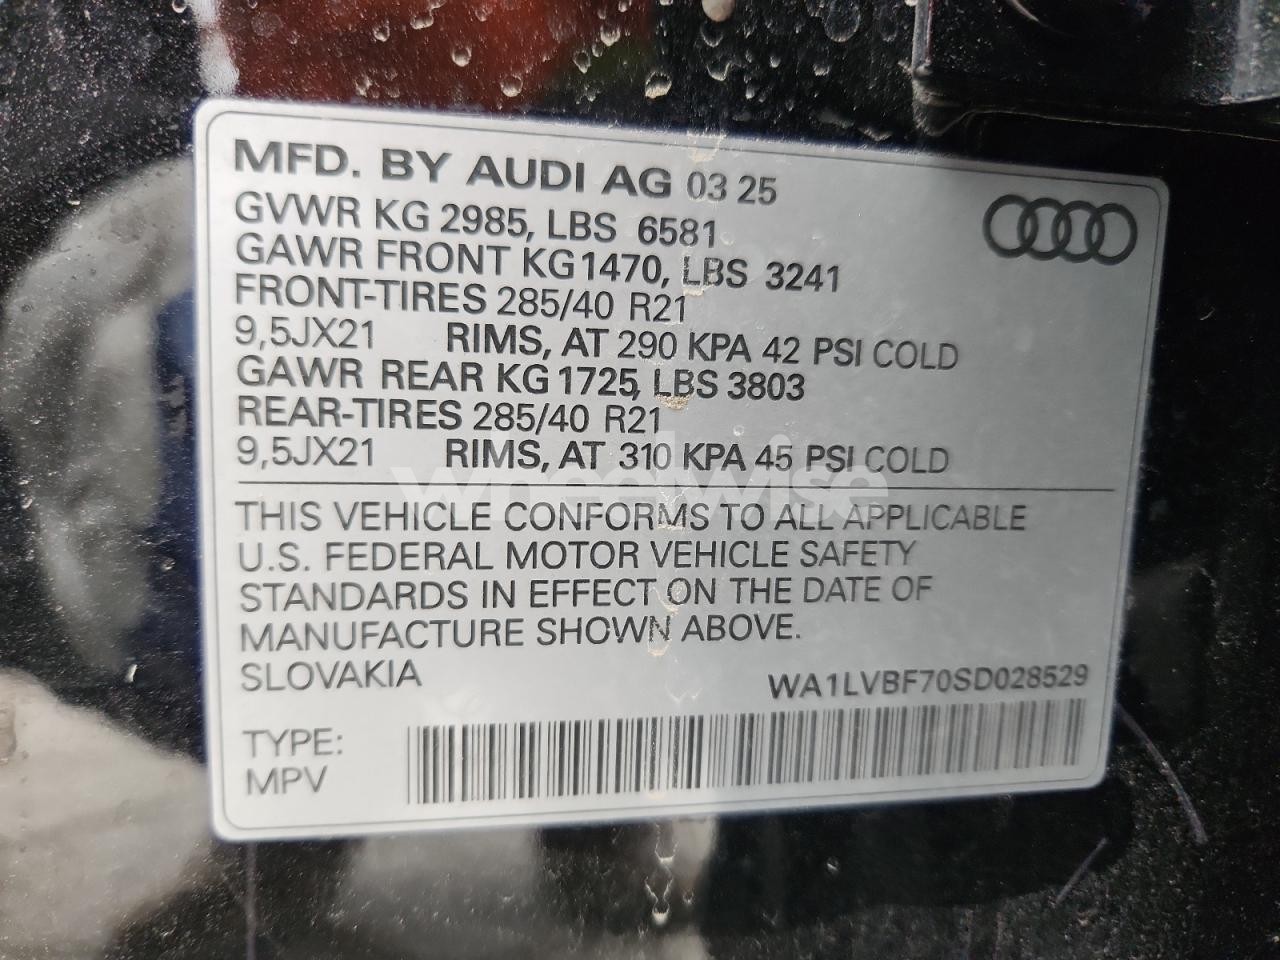 MFD. BY AUDI AG 03 25
GVWR KG 2985, LBS 6581
GAWR FRONT KG 1470, LBS 3241
FRONT-TIRES 285/40 R21
9,5JX21 RIMS, AT 290 KPA 42 PSI COLD
GAWR REAR KG 1725, LBS 3803
REAR-TIRES 285/40 R21
9,5JX21 RIMS, AT 310 KPA 45 PSI COLD
wheelwise
THIS VEHICLE CONFORMS TO ALL APPLICABLE
U.S. FEDERAL MOTOR VEHICLE SAFETY
STANDARDS IN EFFECT ON THE DATE OF
MANUFACTURE SHOWN ABOVE.
SLOVAKIA WA1LVBF70SD028529
TYPE:
MPV